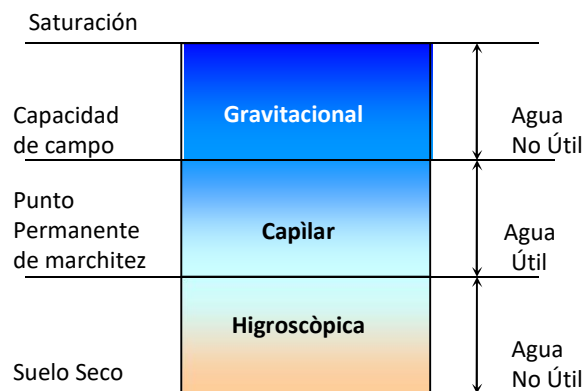 Saturación
Capacidad
de campo
Gravitacional
Agua
No Útil
Punto
Permanente
de marchitez
Capìlar
Agua
Útil
Higroscòpica
Suelo Seco
Agua
No Útil